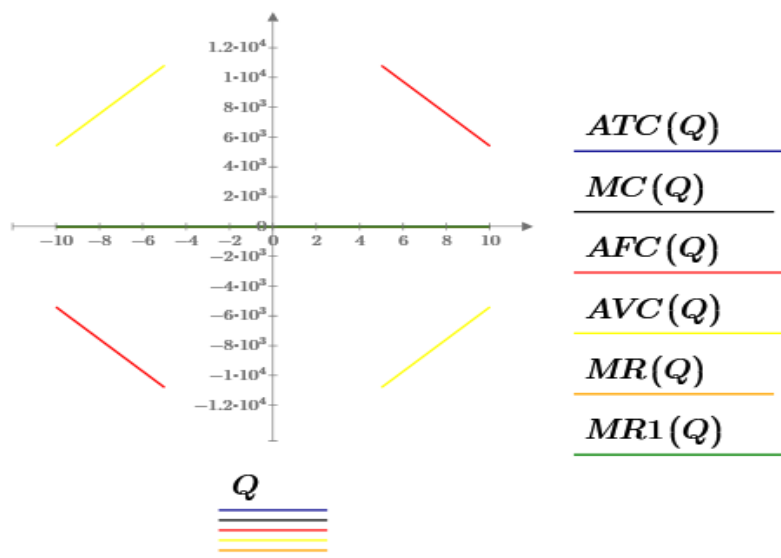 1.2·10⁴
1·10⁴
8·10³
6·10³
4·10³
2·10³
0
−10 −8 −6 −4 −2 0 2 4 6 8 10
−2·10³
−4·10³
−6·10³
−8·10³
−1·10⁴
−1.2·10⁴
Q
ATC(Q)
MC(Q)
AFC(Q)
AVC(Q)
MR(Q)
MR1(Q)